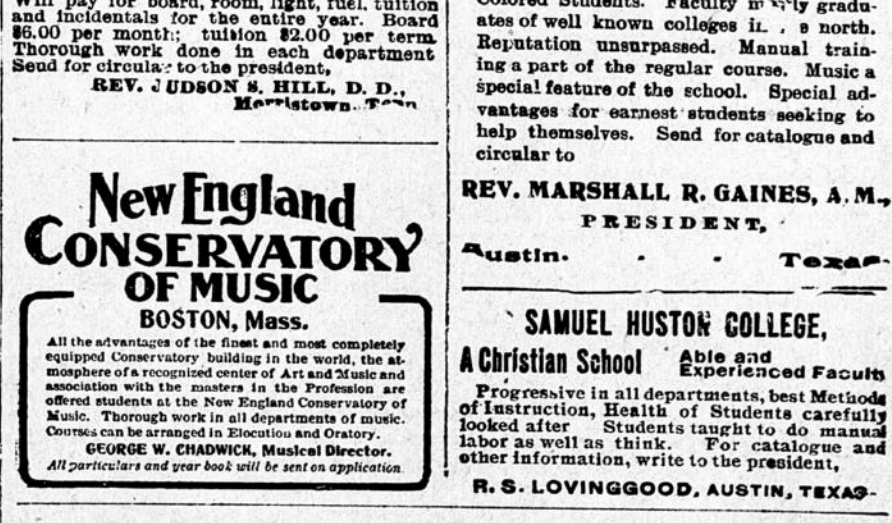 Will pay for board, room, light, fuel, tuition
and incidentals for the entire year. Board
$6.00 per month; tuition $2.00 per term.
Thorough work done in each department
Send for circular to the president,
REV. JUDSON S. HILL, D. D.,
Morristown. Tenn
New England
CONSERVATORY
OF MUSIC
BOSTON, Mass.
All the advantages of the finest and most completely
equipped Conservatory building in the world, the at-
mosphere of a recognized center of Art and Music and
association with the masters in the Profession are
offered students at the New England Conservatory of
Music. Thorough work in all departments of music.
Courses can be arranged in Elocution and Oratory.
GEORGE W. CHADWICK, Musical Director.
All particulars and year book will be sent on application.
Colored Students. Faculty gradu-
ates of well known colleges north.
Reputation unsurpassed. Manual train-
ing a part of the regular course. Music a
special feature of the school. Special ad-
vantages for earnest students seeking to
help themselves. Send for catalogue and
circular to
REV. MARSHALL R. GAINES, A. M.,
PRESIDENT,
Austin. - - Texas.
SAMUEL HUSTON COLLEGE,
A Christian School Able and
Experienced Faculty
Progressive in all departments, best Methods
of Instruction, Health of Students carefully
looked after Students taught to do manual
labor as well as think. For catalogue and
other information, write to the president,
R. S. LOVINGGOOD, AUSTIN, TEXAS-